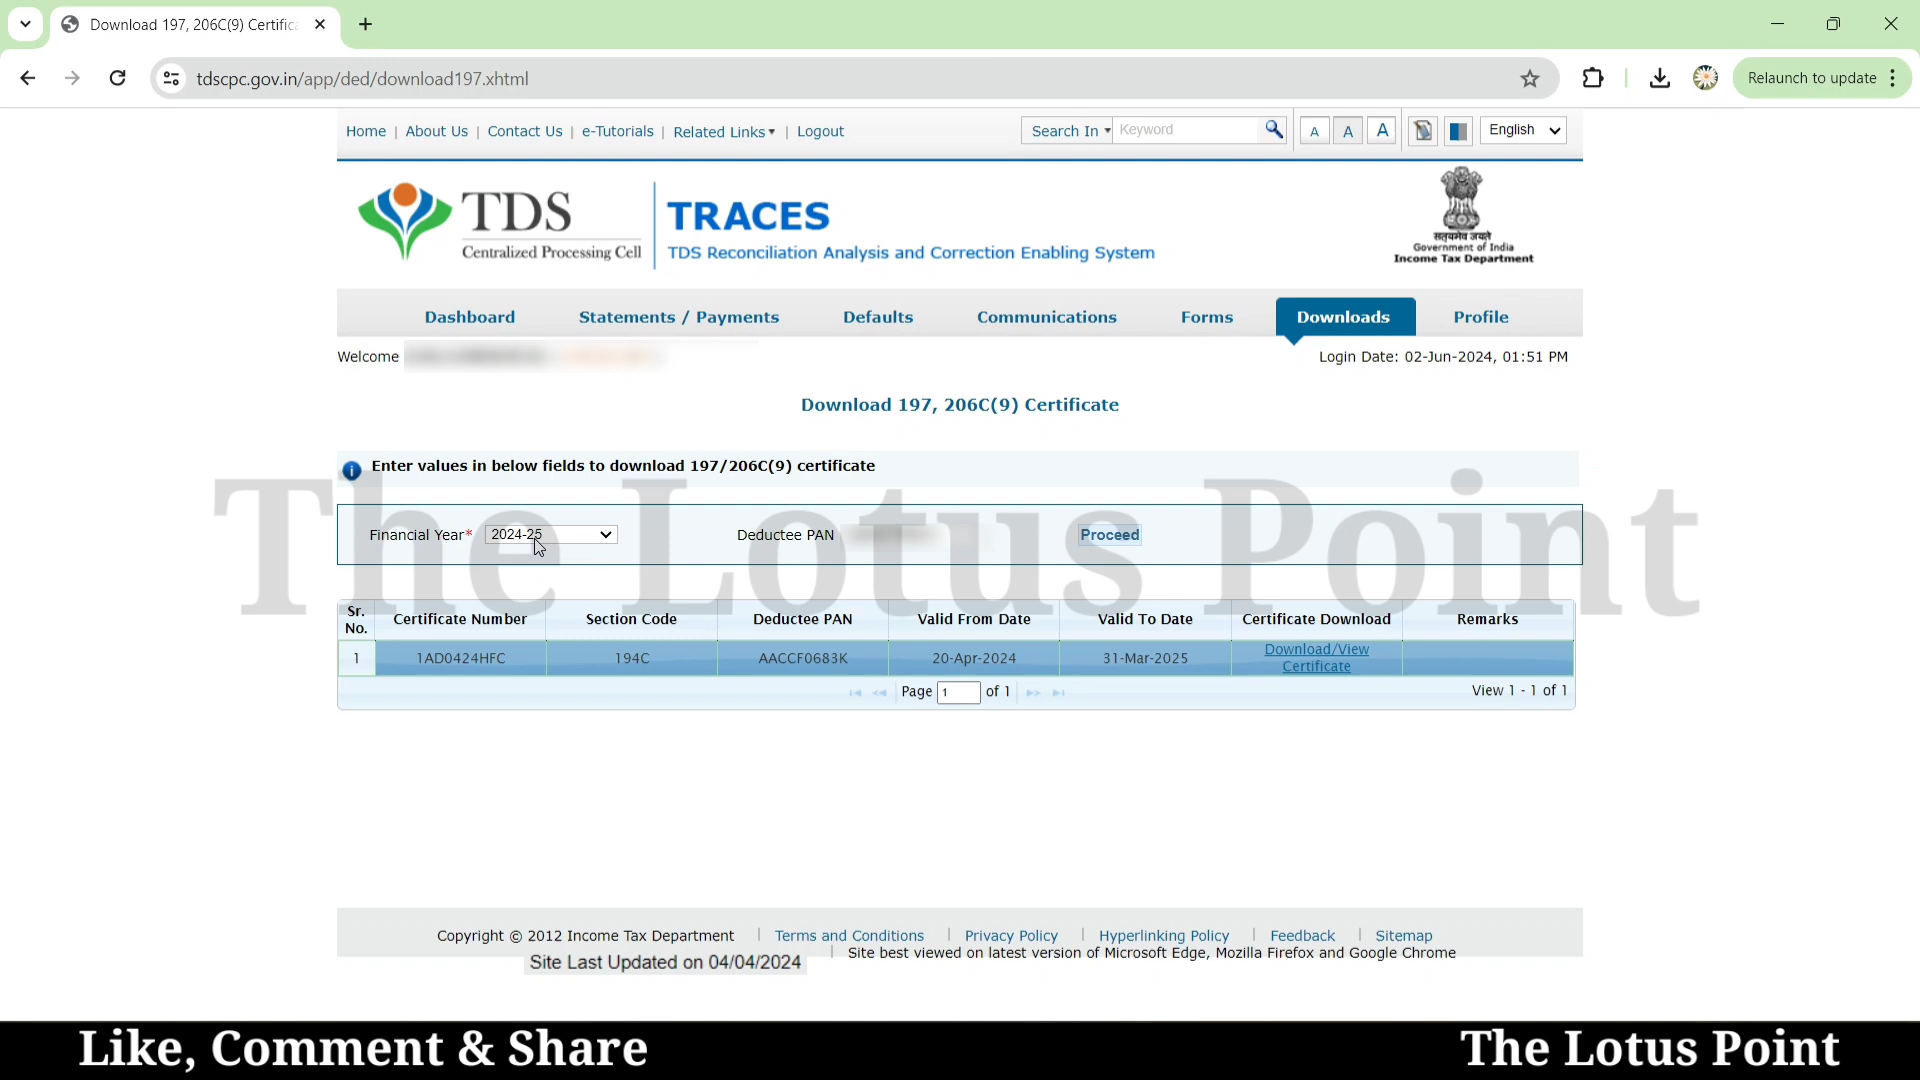 Download 197, 206C(9) Certific
tdscpc.gov.in/app/ded/download197.xhtml
Relaunch to update
Home | About Us | Contact Us | e-Tutorials | Related Links | Logout
Search In Keyword A A A English
TDS
Centralized Processing Cell
TRACES
TDS Reconciliation Analysis and Correction Enabling System
सत्यमेव जयते
Government of India
Income Tax Department
Dashboard Statements / Payments Defaults Communications Forms Downloads Profile
Welcome
Login Date: 02-Jun-2024, 01:51 PM
Download 197, 206C(9) Certificate
Enter values in below fields to download 197/206C(9) certificate
The Lotus Point
Financial Year* 2024-25 Deductee PAN Proceed
Sr. No. Certificate Number Section Code Deductee PAN Valid From Date Valid To Date Certificate Download Remarks
1 1AD0424HFC 194C AACCF0683K 20-Apr-2024 31-Mar-2025 Download/View Certificate
Page 1 of 1 View 1 - 1 of 1
Copyright © 2012 Income Tax Department | Terms and Conditions | Privacy Policy | Hyperlinking Policy | Feedback | Sitemap
Site Last Updated on 04/04/2024 | Site best viewed on latest version of Microsoft Edge, Mozilla Firefox and Google Chrome
Like, Comment & Share
The Lotus Point